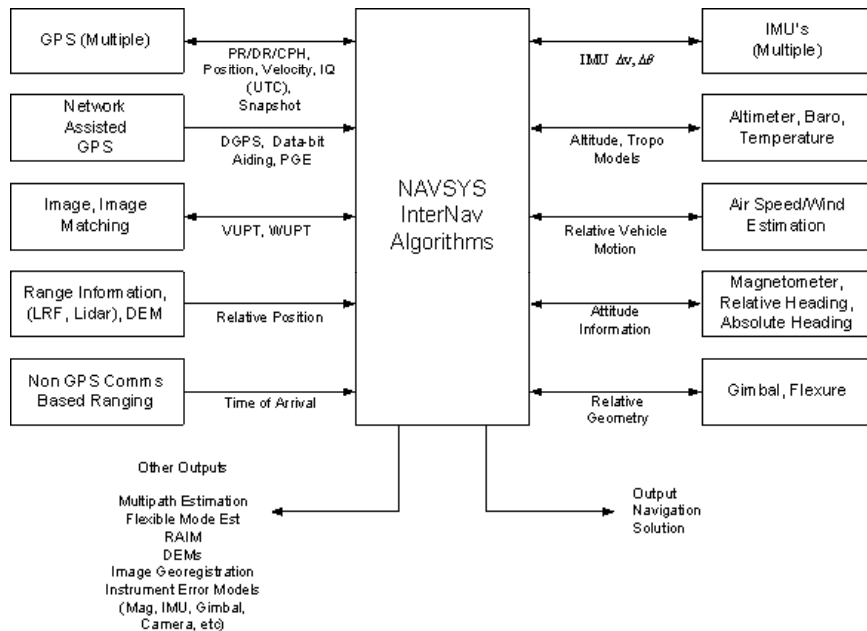 GPS (Multiple)
PR/DR/CPH,
Position, Velocity, IQ
(UTC),
Snapshot
Network
Assisted
GPS
DGPS, Data-bit
Aiding, PGE
Image, Image
Matching
VUPT, WUPT
Range Information,
(LRF, Lidar), DEM
Relative Position
Non GPS Comms
Based Ranging
Time of Arrival
NAVSYS
InterNav
Algorithms
IMU's
(Multiple)
IMU Δv, Δθ
Altimeter, Baro,
Temperature
Attitude, Tropo
Models
Air Speed/Wind
Estimation
Relative Vehicle
Motion
Magnetometer,
Relative Heading,
Absolute Heading
Attitude
Information
Gimbal, Flexure
Relative
Geometry
Other Outputs
Multipath Estimation
Flexible Mode Est
RAIM
DEMs
Image Georegistration
Instrument Error Models
(Mag, IMU, Gimbal,
Camera, etc)
Output
Navigation
Solution